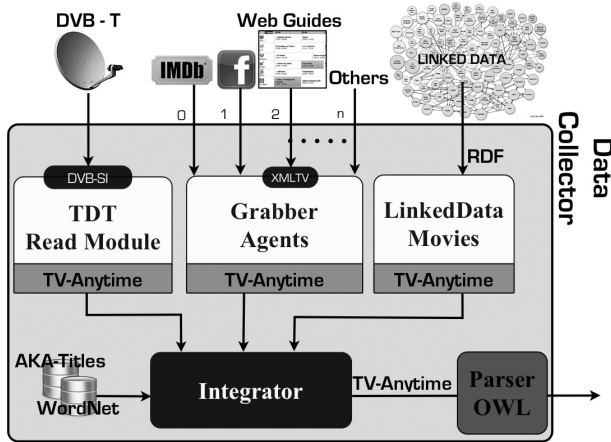 DVB - T
Web Guides
IMDb
f
Others
LINKED DATA
0
1
2
n
RDF
Data
Collector
DVB-SI
XMLTV
TDT
Read Module
Grabber
Agents
LinkedData
Movies
TV-Anytime
TV-Anytime
TV-Anytime
AKA-Titles
WordNet
Integrator
TV-Anytime
Parser
OWL